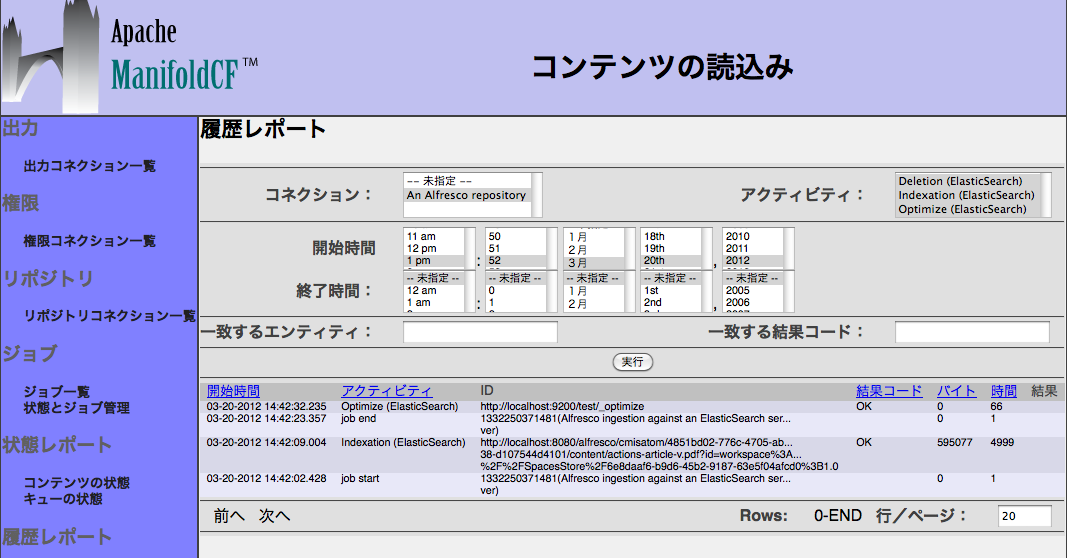 Apache
ManifoldCF™
コンテンツの読込み
出力
出力コネクション一覧
権限
権限コネクション一覧
リポジトリ
リポジトリコネクション一覧
ジョブ
ジョブ一覧
状態とジョブ管理
状態レポート
コンテンツの状態
キューの状態
履歴レポート
履歴レポート
コネクション： -- 未指定 -- An Alfresco repository アクティビティ： Deletion (ElasticSearch) Indexation (ElasticSearch) Optimize (ElasticSearch)
開始時間 11 am 12 pm 1 pm : 50 51 52 1月 2月 3月 18th 19th 20th , 2010 2011 2012
終了時間： -- 未指定 -- 12 am 1 am : -- 未指定 -- 0 1 -- 未指定 -- 1月 2月 -- 未指定 -- 1st 2nd , -- 未指定 -- 2005 2006
一致するエンティティ： 一致する結果コード：
実行
開始時間 アクティビティ ID 結果コード バイト 時間 結果
03-20-2012 14:42:32.235 Optimize (ElasticSearch) http://localhost:9200/test/_optimize OK 0 66
03-20-2012 14:42:23.357 job end 1332250371481(Alfresco ingestion against an ElasticSearch ser... 0 1
ver)
03-20-2012 14:42:09.004 Indexation (ElasticSearch) http://localhost:8080/alfresco/cmisatom/4851bd02-776c-4705-ab... OK 595077 4999
38-d107544d4101/content/actions-article-v.pdf?id=workspace%3A...
%2F%2FSpacesStore%2F6e8daaf6-b9d6-45b2-9187-63e5f04afcd0%3B1.0
03-20-2012 14:42:02.428 job start 1332250371481(Alfresco ingestion against an ElasticSearch ser... 0 1
ver)
前へ 次へ Rows: 0-END 行／ページ： 20